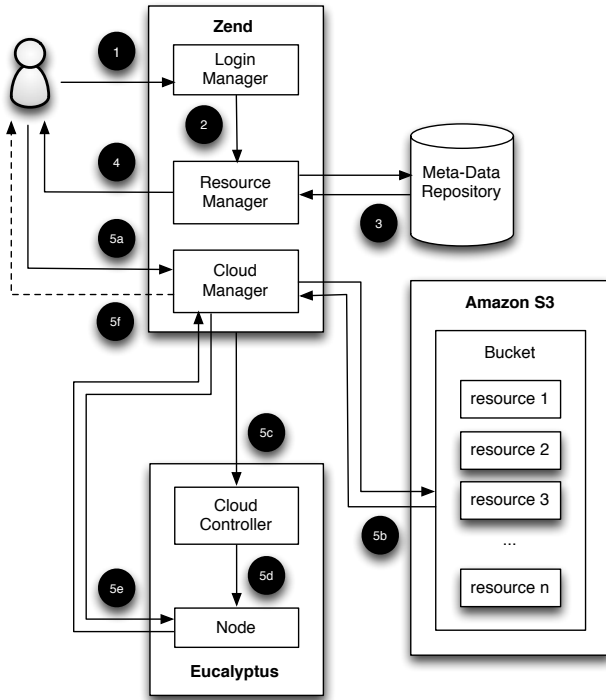 Zend
1
Login
Manager
2
4
Resource
Manager
Meta-Data
Repository
3
5a
Cloud
Manager
5f
Amazon S3
Bucket
resource 1
resource 2
resource 3
...
resource n
5b
5c
Cloud
Controller
5d
5e
Node
Eucalyptus